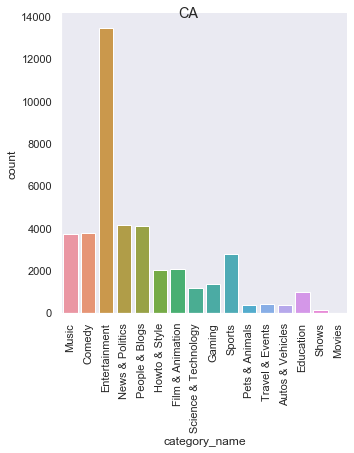 CA
14000
12000
10000
8000
6000
4000
2000
0
count
Music
Comedy
Entertainment
News & Politics
People & Blogs
Howto & Style
Film & Animation
Science & Technology
Gaming
Sports
Pets & Animals
Travel & Events
Autos & Vehicles
Education
Shows
Movies
category_name